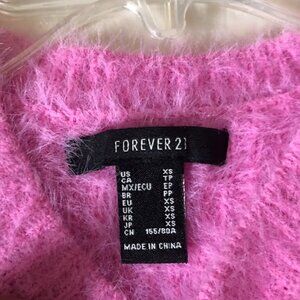 FOREVER 21
US XS
CA TP
MX/ECU EP
BR PP
EU XS
UK XS
KR XS
JP XS
CN 155/80A
MADE IN CHINA